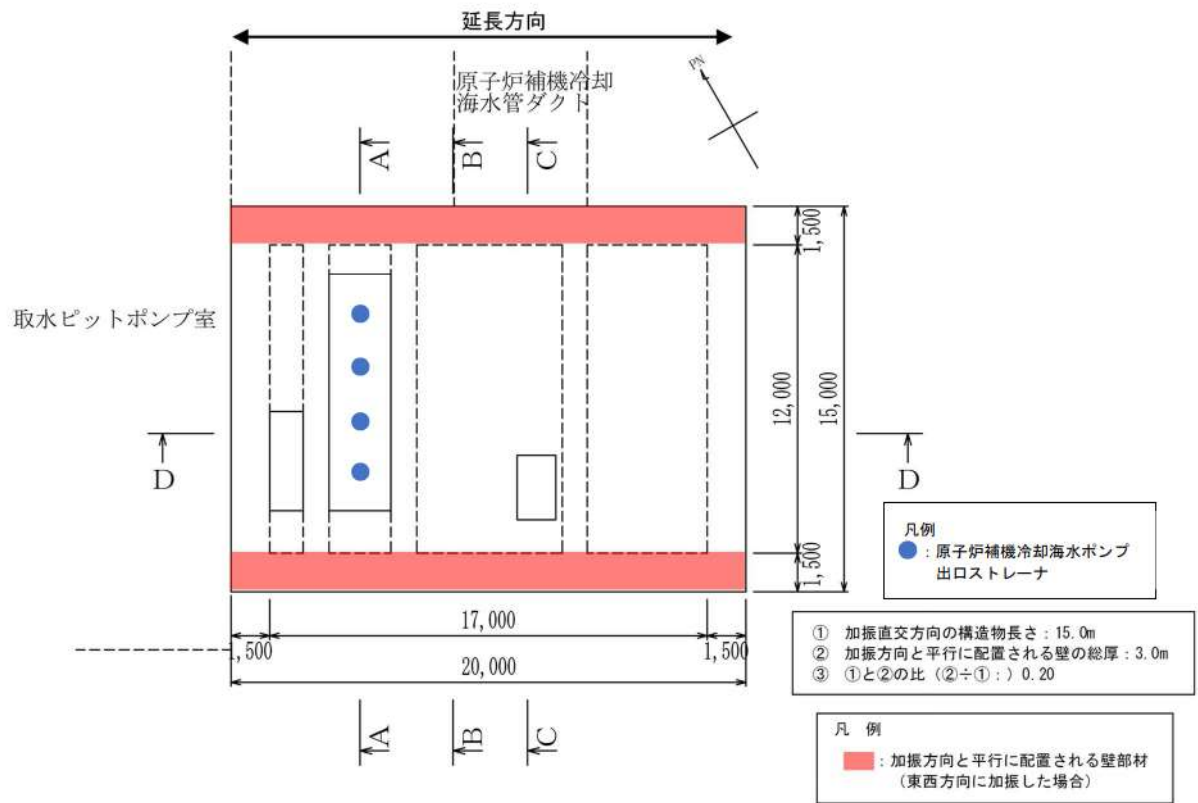 延長方向
原子炉補機冷却
海水管ダクト
PN
A
B
C
1,500
12,000
15,000
1,500
取水ピットポンプ室
D
D
凡例
：原子炉補機冷却海水ポンプ
出口ストレーナ
17,000
1,500
1,500
20,000
① 加振直交方向の構造物長さ：15.0m
② 加振方向と平行に配置される壁の総厚：3.0m
③ ①と②の比（②÷①：）0.20
A
B
C
凡 例
：加振方向と平行に配置される壁部材
（東西方向に加振した場合）